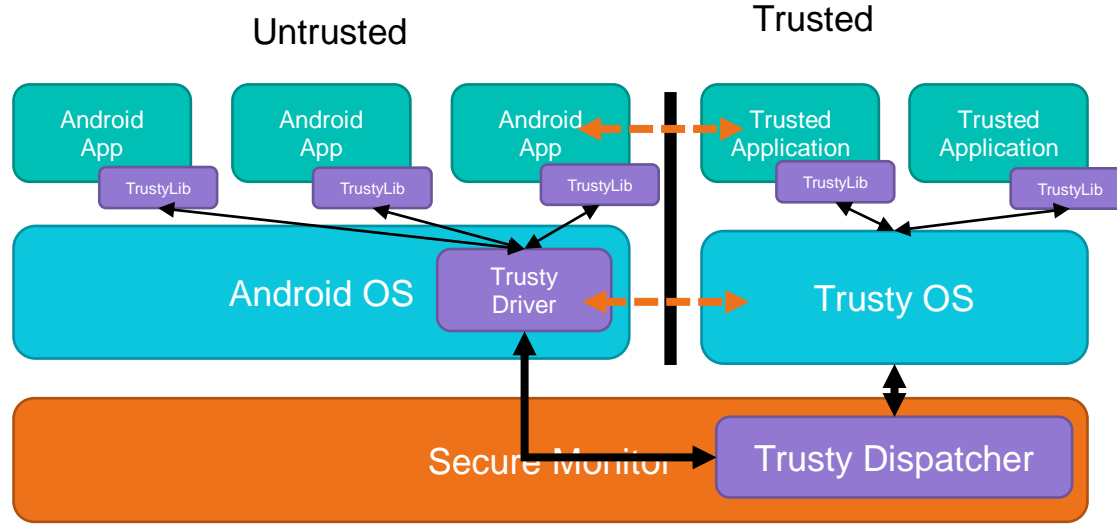 Untrusted
Trusted
Android
App
Android
App
Android
App
Trusted
Application
Trusted
Application
TrustyLib
TrustyLib
TrustyLib
TrustyLib
TrustyLib
Android OS
Trusty
Driver
Trusty OS
Secure Monitor
Trusty Dispatcher